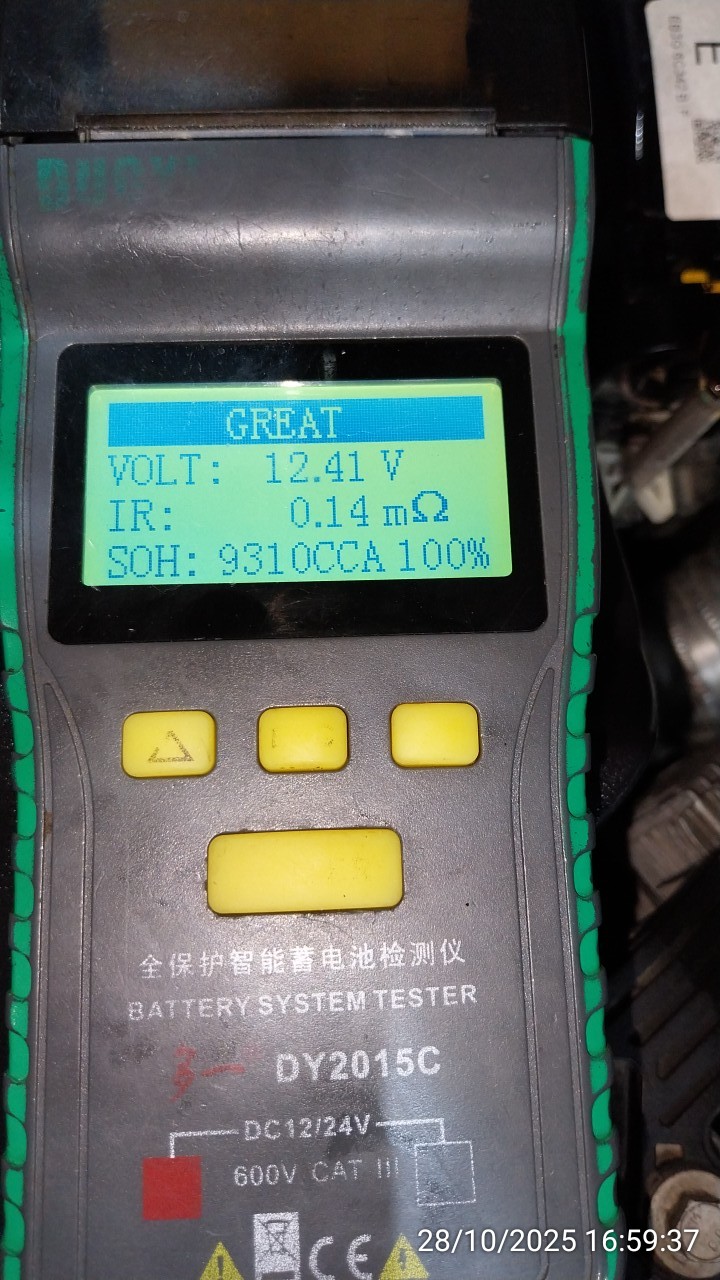 E
GREAT
VOLT: 12.41 V
IR: 0.14 mΩ
SOH: 9310CCA 100%
全保护智能蓄电池检测仪
BATTERY SYSTEM TESTER
DY2015C
DC12/24V
600V CAT III
CE
28/10/2025 16:59:37